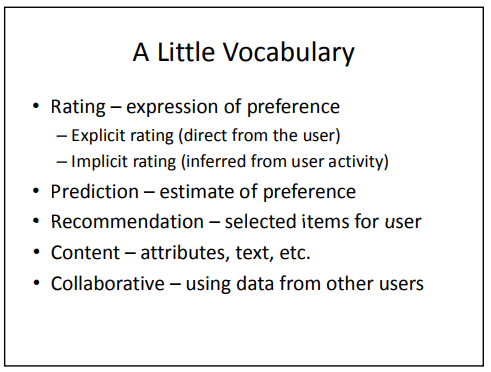 A Little Vocabulary
• Rating – expression of preference
– Explicit rating (direct from the user)
– Implicit rating (inferred from user activity)
• Prediction – estimate of preference
• Recommendation – selected items for user
• Content – attributes, text, etc.
• Collaborative – using data from other users